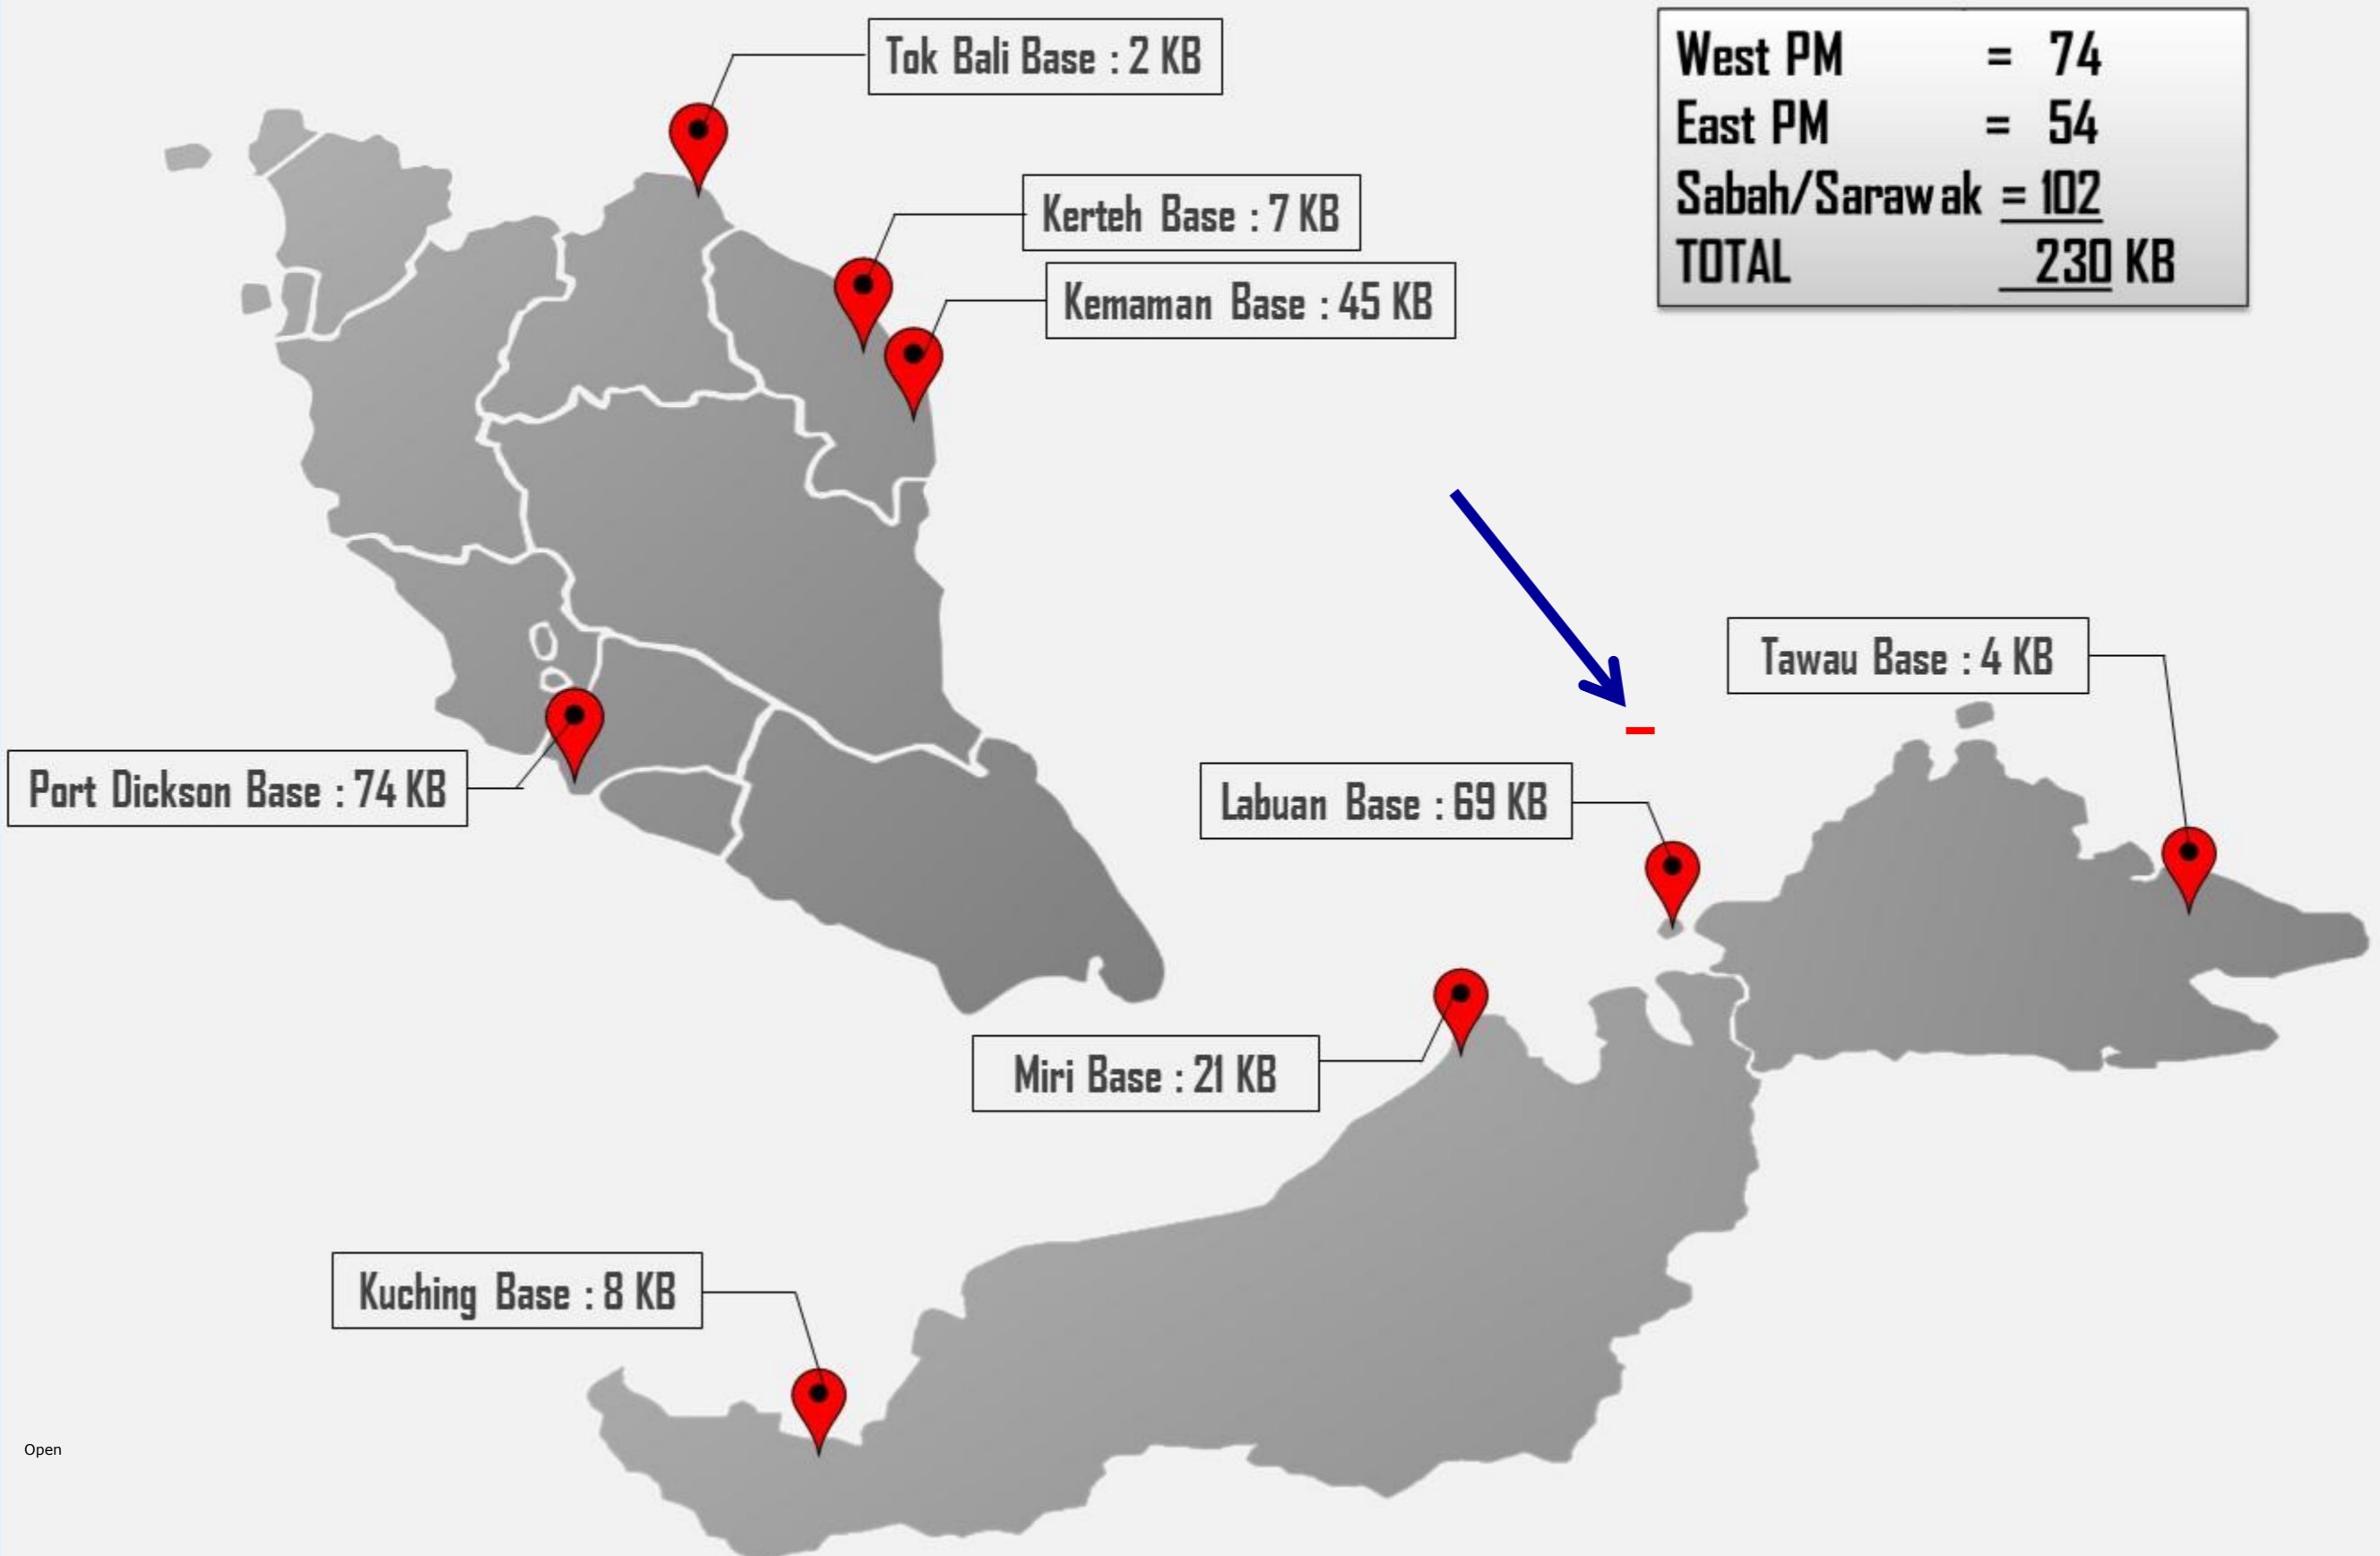 Tok Bali Base : 2 KB
West PM = 74
East PM = 54
Sabah/Sarawak = 102
TOTAL 230 KB
Kerteh Base : 7 KB
Kemaman Base : 45 KB
Tawau Base : 4 KB
Port Dickson Base : 74 KB
Labuan Base : 69 KB
Miri Base : 21 KB
Kuching Base : 8 KB
Open